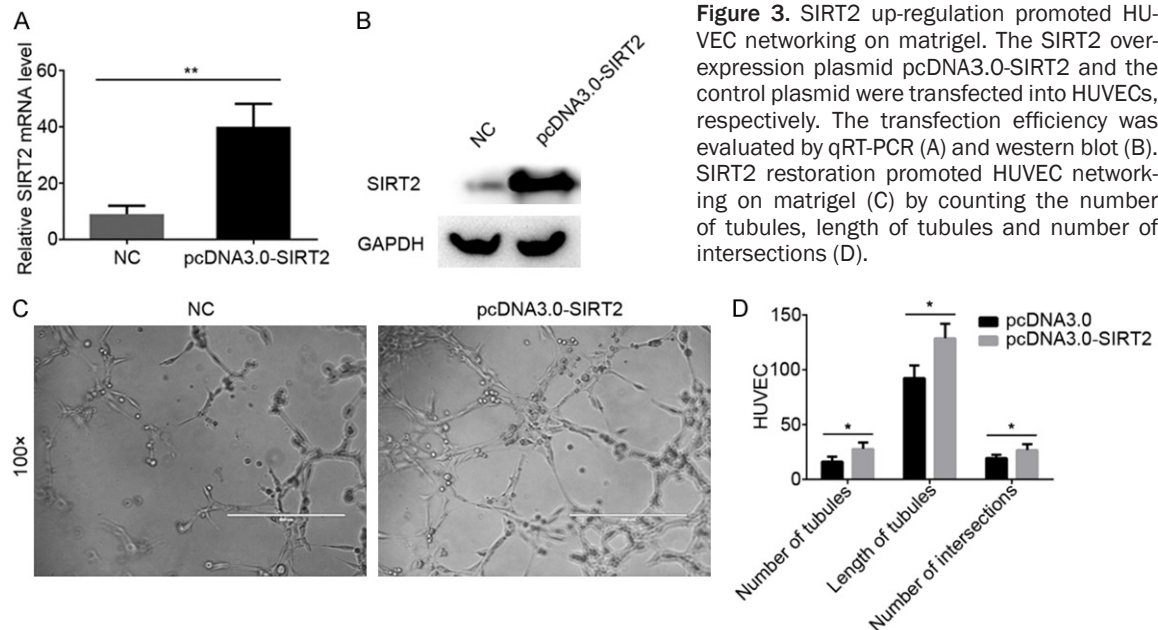 A
Relative SIRT2 mRNA level
60
40
20
0
**
NC
pcDNA3.0-SIRT2
B
NC
pcDNA3.0-SIRT2
SIRT2
GAPDH
Figure 3. SIRT2 up-regulation promoted HU-
VEC networking on matrigel. The SIRT2 over-
expression plasmid pcDNA3.0-SIRT2 and the
control plasmid were transfected into HUVECs,
respectively. The transfection efficiency was
evaluated by qRT-PCR (A) and western blot (B).
SIRT2 restoration promoted HUVEC network-
ing on matrigel (C) by counting the number
of tubules, length of tubules and number of
intersections (D).
C
NC
pcDNA3.0-SIRT2
100×
D
HUVEC
150
100
50
0
*
*
*
pcDNA3.0
pcDNA3.0-SIRT2
Number of tubules
Length of tubules
Number of intersections